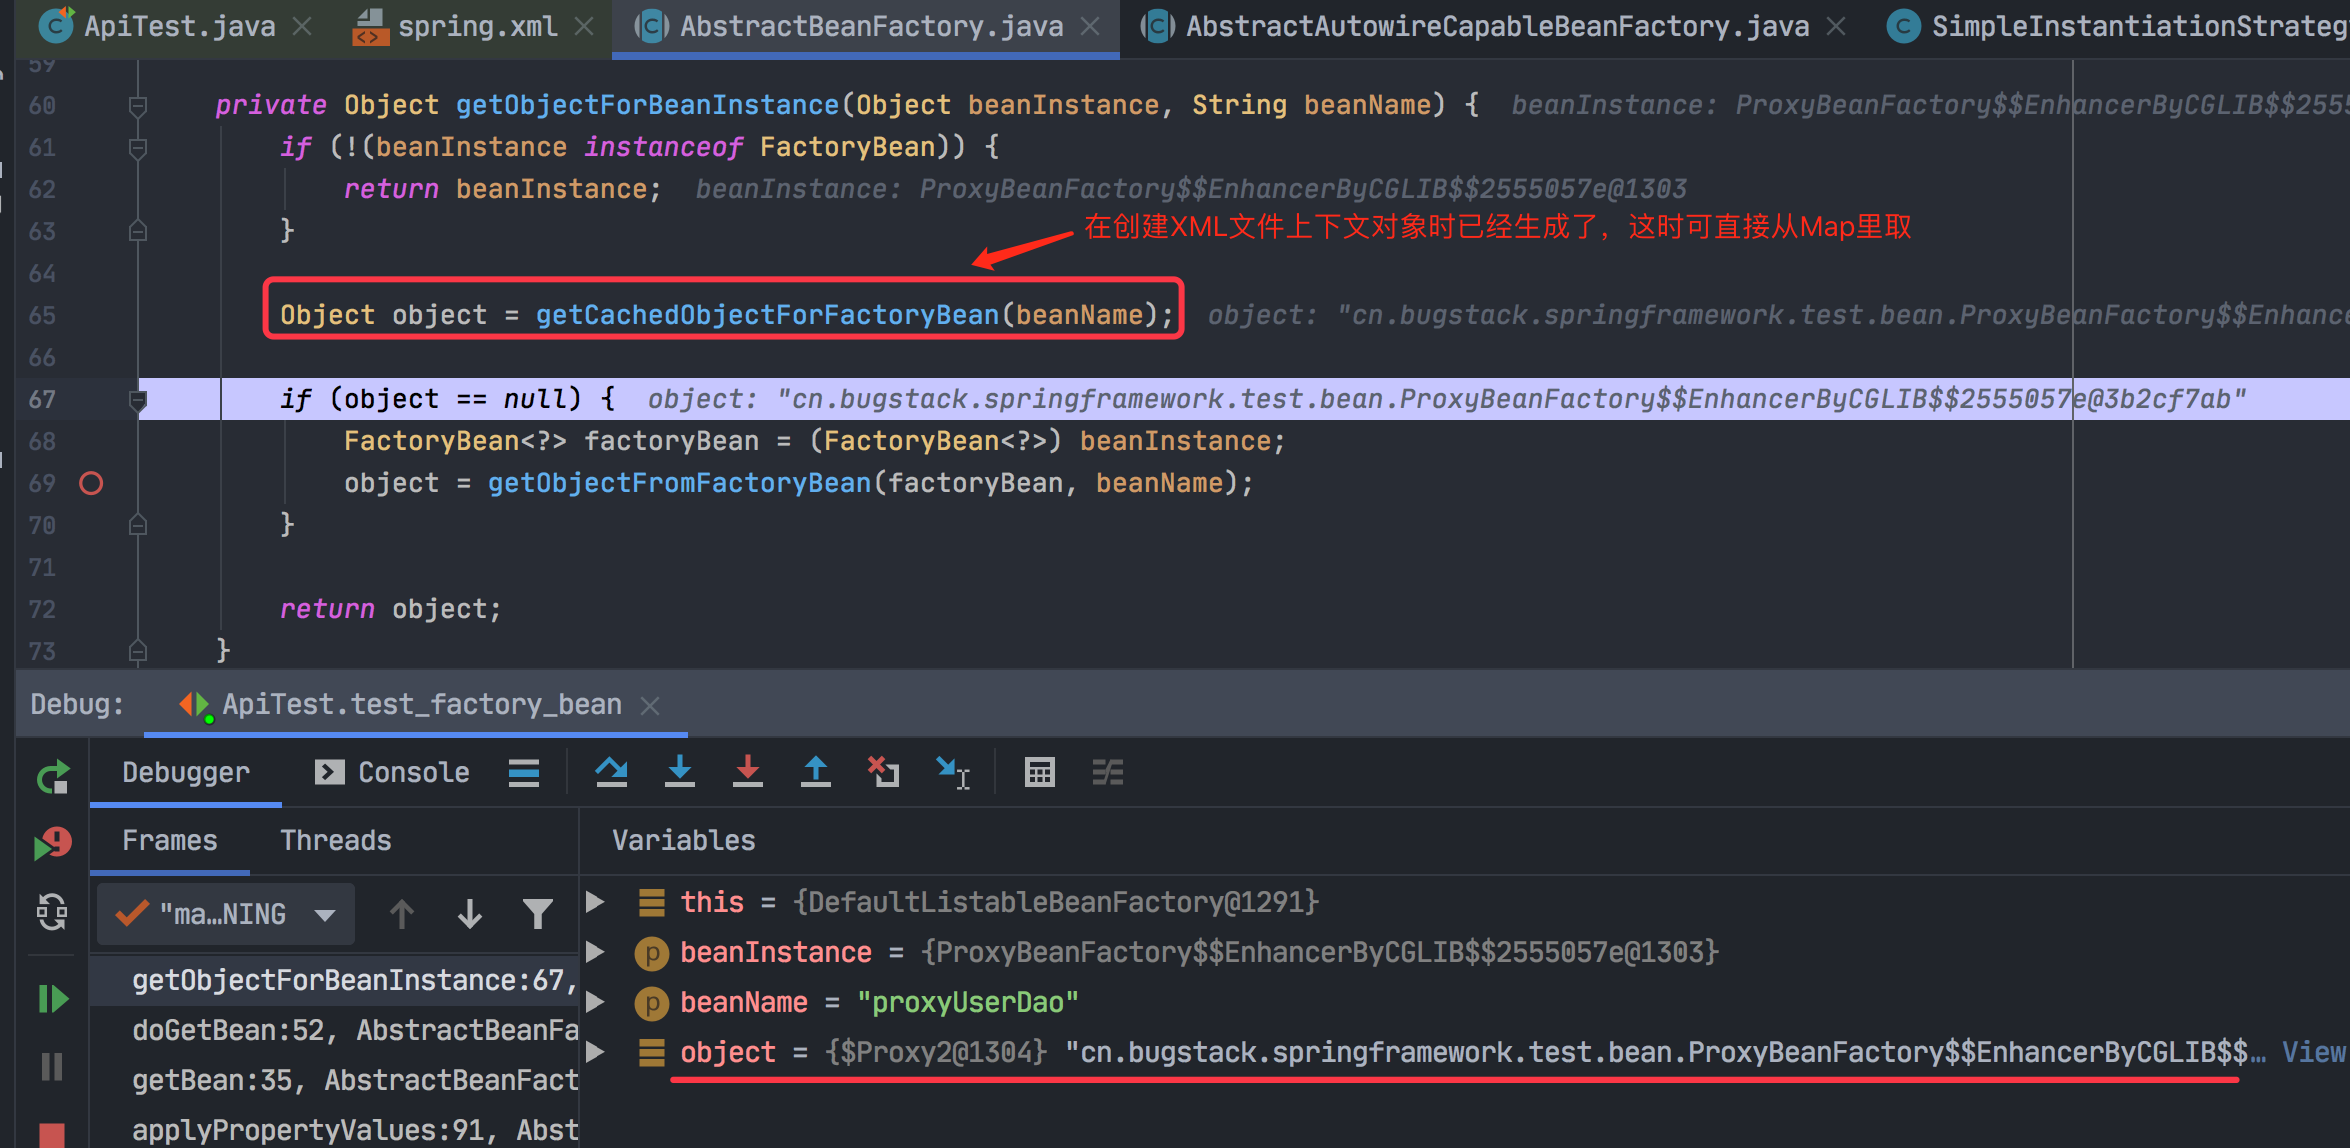 ApiTest.java spring.xml AbstractBeanFactory.java AbstractAutowireCapableBeanFactory.java SimpleInstantiationStrateg
59
60 private Object getObjectForBeanInstance(Object beanInstance, String beanName) { beanInstance: ProxyBeanFactory$$EnhancerByCGLIB$$2555
61 if (!(beanInstance instanceof FactoryBean)) {
62 return beanInstance; beanInstance: ProxyBeanFactory$$EnhancerByCGLIB$$2555057e@1303
63 }
在创建XML文件上下文对象时已经生成了，这时可直接从Map里取
64
65 Object object = getCachedObjectForFactoryBean(beanName); object: "cn.bugstack.springframework.test.bean.ProxyBeanFactory$$Enhance
66
67 if (object == null) { object: "cn.bugstack.springframework.test.bean.ProxyBeanFactory$$EnhancerByCGLIB$$2555057e@3b2cf7ab"
68 FactoryBean<?> factoryBean = (FactoryBean<?>) beanInstance;
69 object = getObjectFromFactoryBean(factoryBean, beanName);
70 }
71
72 return object;
73 }
Debug: ApiTest.test_factory_bean
Debugger Console
Frames Threads Variables
"ma...NING
this = {DefaultListableBeanFactory@1291}
beanInstance = {ProxyBeanFactory$$EnhancerByCGLIB$$2555057e@1303}
beanName = "proxyUserDao"
object = {$Proxy2@1304} "cn.bugstack.springframework.test.bean.ProxyBeanFactory$$EnhancerByCGLIB$$... View
getObjectForBeanInstance:67,
doGetBean:52, AbstractBeanFa
getBean:35, AbstractBeanFact
applyPropertyValues:91, Abst